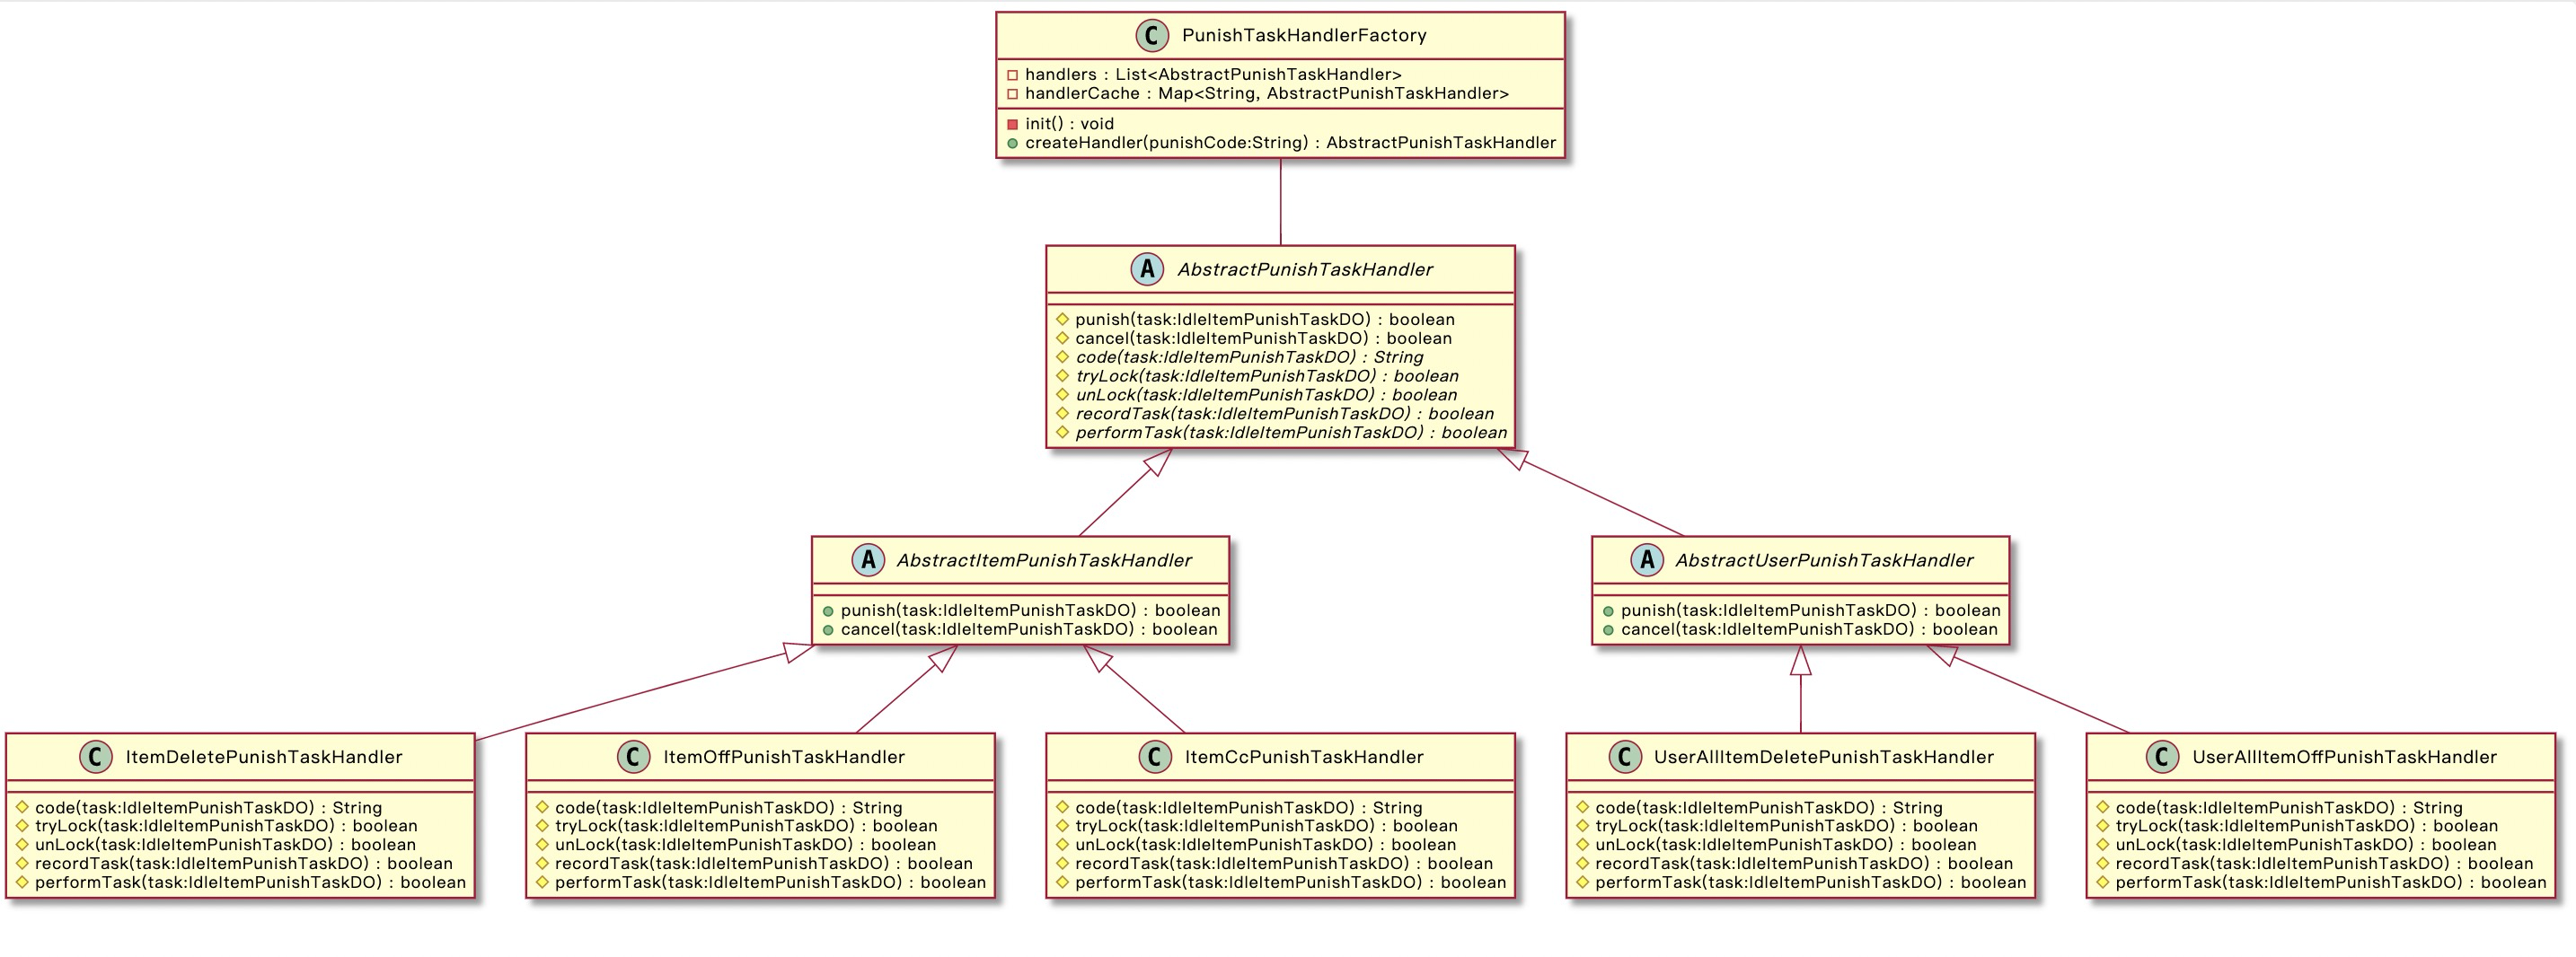 C PunishTaskHandlerFactory
handlers : List<AbstractPunishTaskHandler>
handlerCache : Map<String, AbstractPunishTaskHandler>
init() : void
createHandler(punishCode:String) : AbstractPunishTaskHandler
A AbstractPunishTaskHandler
punish(task:IdleItemPunishTaskDO) : boolean
cancel(task:IdleItemPunishTaskDO) : boolean
code(task:IdleItemPunishTaskDO) : String
tryLock(task:IdleItemPunishTaskDO) : boolean
unLock(task:IdleItemPunishTaskDO) : boolean
recordTask(task:IdleItemPunishTaskDO) : boolean
performTask(task:IdleItemPunishTaskDO) : boolean
A AbstractItemPunishTaskHandler
punish(task:IdleItemPunishTaskDO) : boolean
cancel(task:IdleItemPunishTaskDO) : boolean
A AbstractUserPunishTaskHandler
punish(task:IdleItemPunishTaskDO) : boolean
cancel(task:IdleItemPunishTaskDO) : boolean
C ItemDeletePunishTaskHandler
code(task:IdleItemPunishTaskDO) : String
tryLock(task:IdleItemPunishTaskDO) : boolean
unLock(task:IdleItemPunishTaskDO) : boolean
recordTask(task:IdleItemPunishTaskDO) : boolean
performTask(task:IdleItemPunishTaskDO) : boolean
C ItemOffPunishTaskHandler
code(task:IdleItemPunishTaskDO) : String
tryLock(task:IdleItemPunishTaskDO) : boolean
unLock(task:IdleItemPunishTaskDO) : boolean
recordTask(task:IdleItemPunishTaskDO) : boolean
performTask(task:IdleItemPunishTaskDO) : boolean
C ItemCcPunishTaskHandler
code(task:IdleItemPunishTaskDO) : String
tryLock(task:IdleItemPunishTaskDO) : boolean
unLock(task:IdleItemPunishTaskDO) : boolean
recordTask(task:IdleItemPunishTaskDO) : boolean
performTask(task:IdleItemPunishTaskDO) : boolean
C UserAllItemDeletePunishTaskHandler
code(task:IdleItemPunishTaskDO) : String
tryLock(task:IdleItemPunishTaskDO) : boolean
unLock(task:IdleItemPunishTaskDO) : boolean
recordTask(task:IdleItemPunishTaskDO) : boolean
performTask(task:IdleItemPunishTaskDO) : boolean
C UserAllItemOffPunishTaskHandler
code(task:IdleItemPunishTaskDO) : String
tryLock(task:IdleItemPunishTaskDO) : boolean
unLock(task:IdleItemPunishTaskDO) : boolean
recordTask(task:IdleItemPunishTaskDO) : boolean
performTask(task:IdleItemPunishTaskDO) : boolean